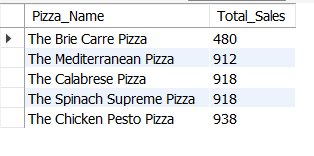 Pizza_Name Total_Sales
The Brie Carre Pizza 480
The Mediterranean Pizza 912
The Calabrese Pizza 918
The Spinach Supreme Pizza 918
The Chicken Pesto Pizza 938